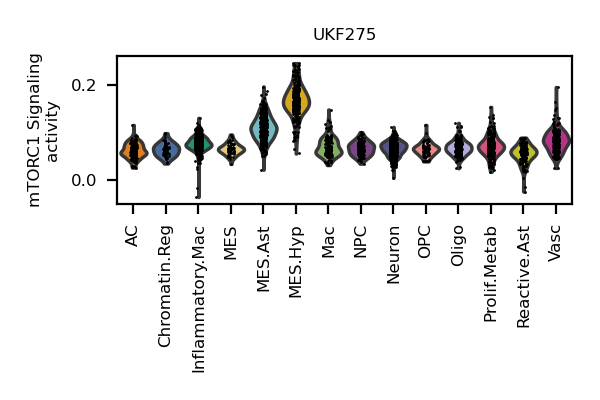 UKF275
mTORC1 Signaling
activity
0.2
0.0
AC
Chromatin.Reg
Inflammatory.Mac
MES
MES.Ast
MES.Hyp
Mac
NPC
Neuron
OPC
Oligo
Prolif.Metab
Reactive.Ast
Vasc